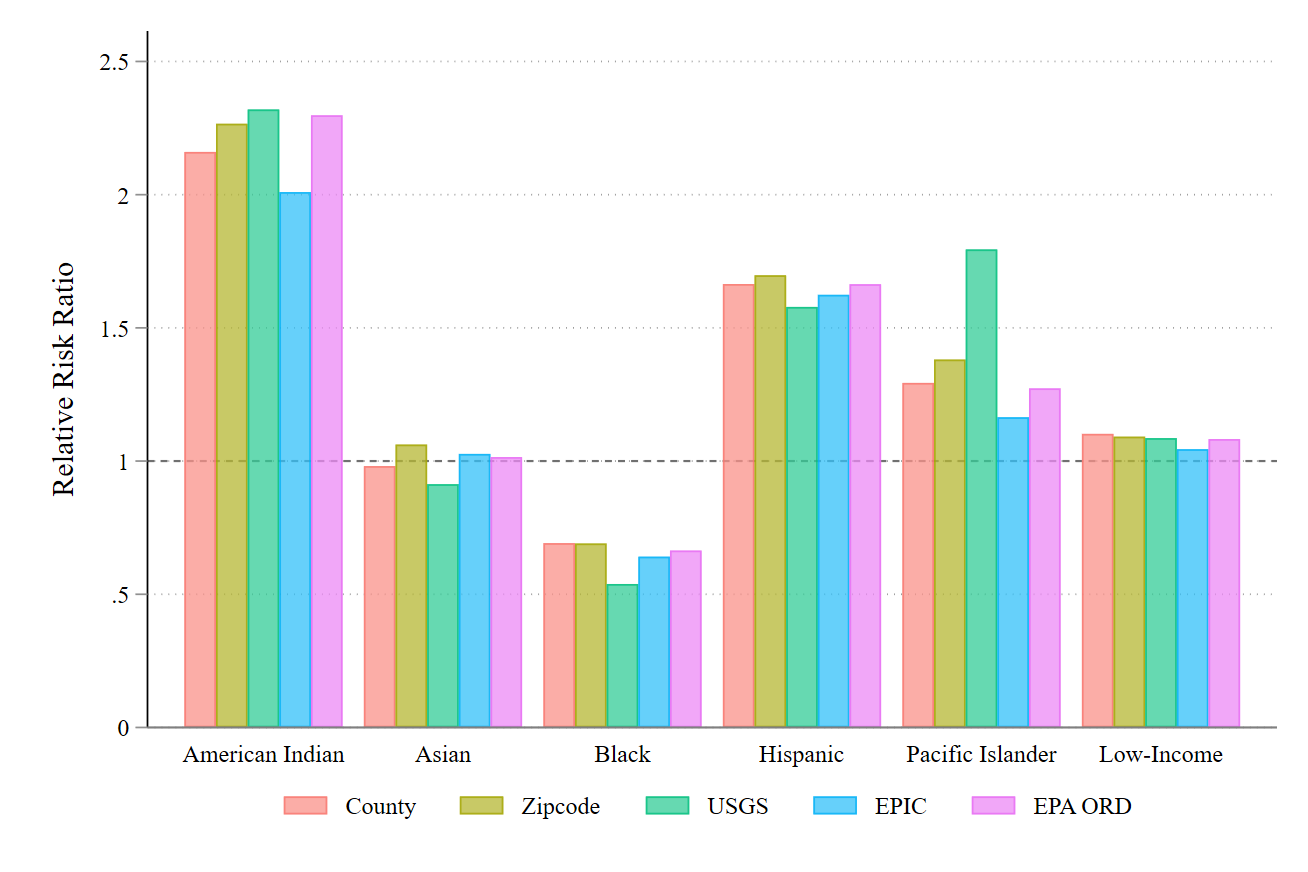 Relative Risk Ratio
2.5
2
1.5
1
.5
0
American Indian Asian Black Hispanic Pacific Islander Low-Income
County Zipcode USGS EPIC EPA ORD